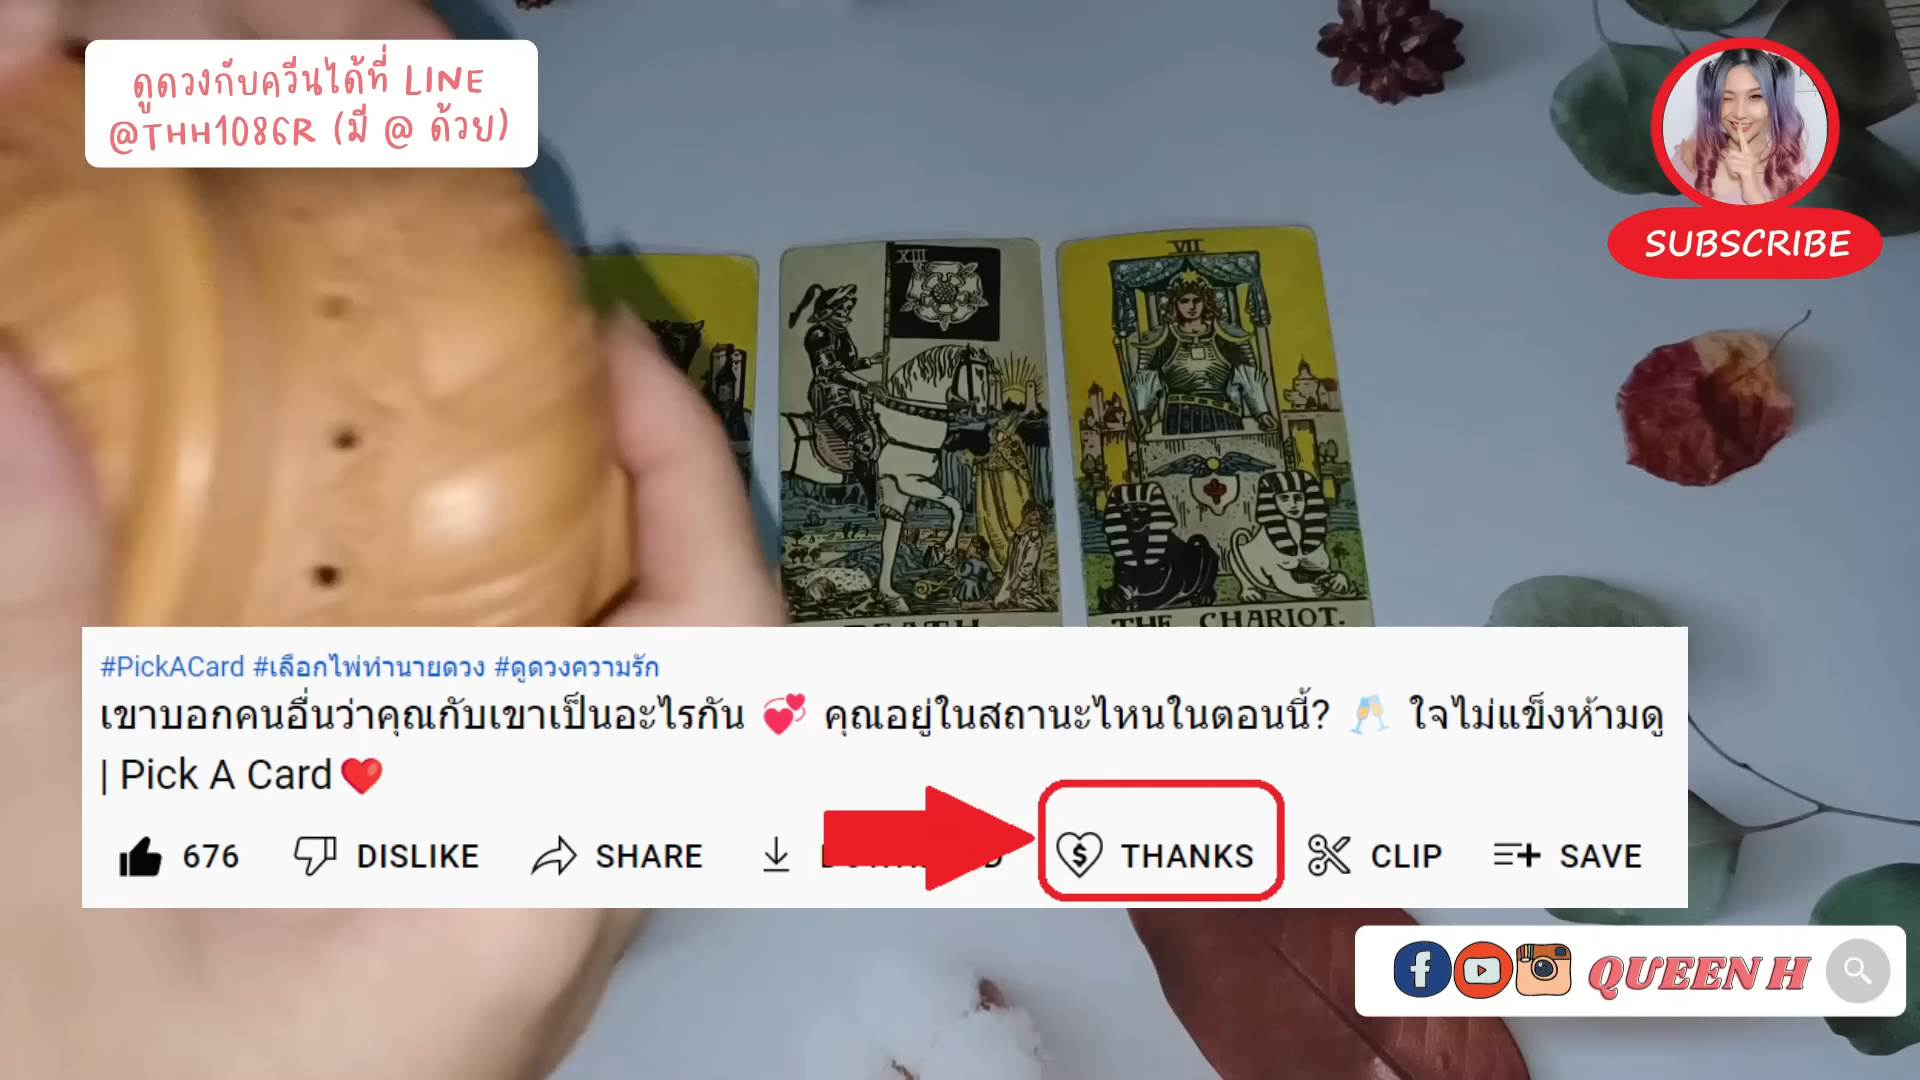 ดูดวงกับควีนได้ที่ LINE
@THH1086R (มี @ ด้วย)
SUBSCRIBE
XIII
VII
DEATH
THE CHARIOT.
#PickACard #เลือกไพ่ทำนายดวง #ดูดวงความรัก
เขาบอกคนอื่นว่าคุณกับเขาเป็นอะไรกัน 💞 คุณอยู่ในสถานะไหนในตอนนี้? 🥂 ใจไม่แข็งห้ามดู
| Pick A Card ❤️
676 DISLIKE SHARE THANKS CLIP SAVE
QUEEN H